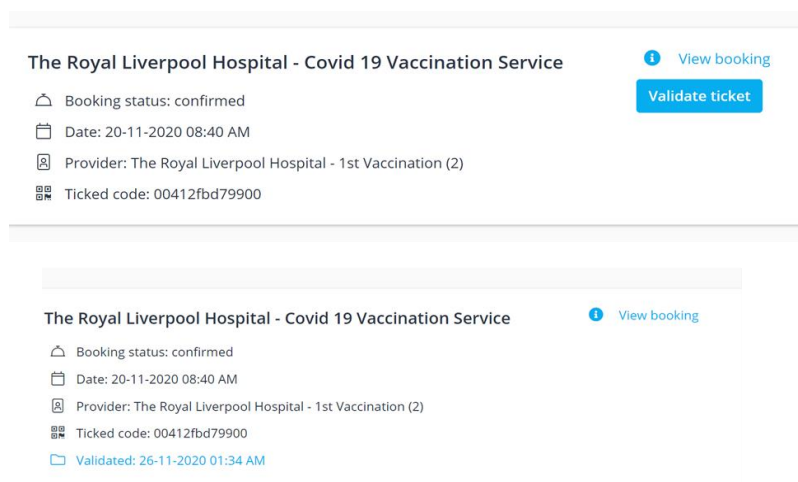 The Royal Liverpool Hospital - Covid 19 Vaccination Service
View booking
Booking status: confirmed
Validate ticket
Date: 20-11-2020 08:40 AM
Provider: The Royal Liverpool Hospital - 1st Vaccination (2)
Ticked code: 00412fbd79900
The Royal Liverpool Hospital - Covid 19 Vaccination Service
View booking
Booking status: confirmed
Date: 20-11-2020 08:40 AM
Provider: The Royal Liverpool Hospital - 1st Vaccination (2)
Ticked code: 00412fbd79900
Validated: 26-11-2020 01:34 AM